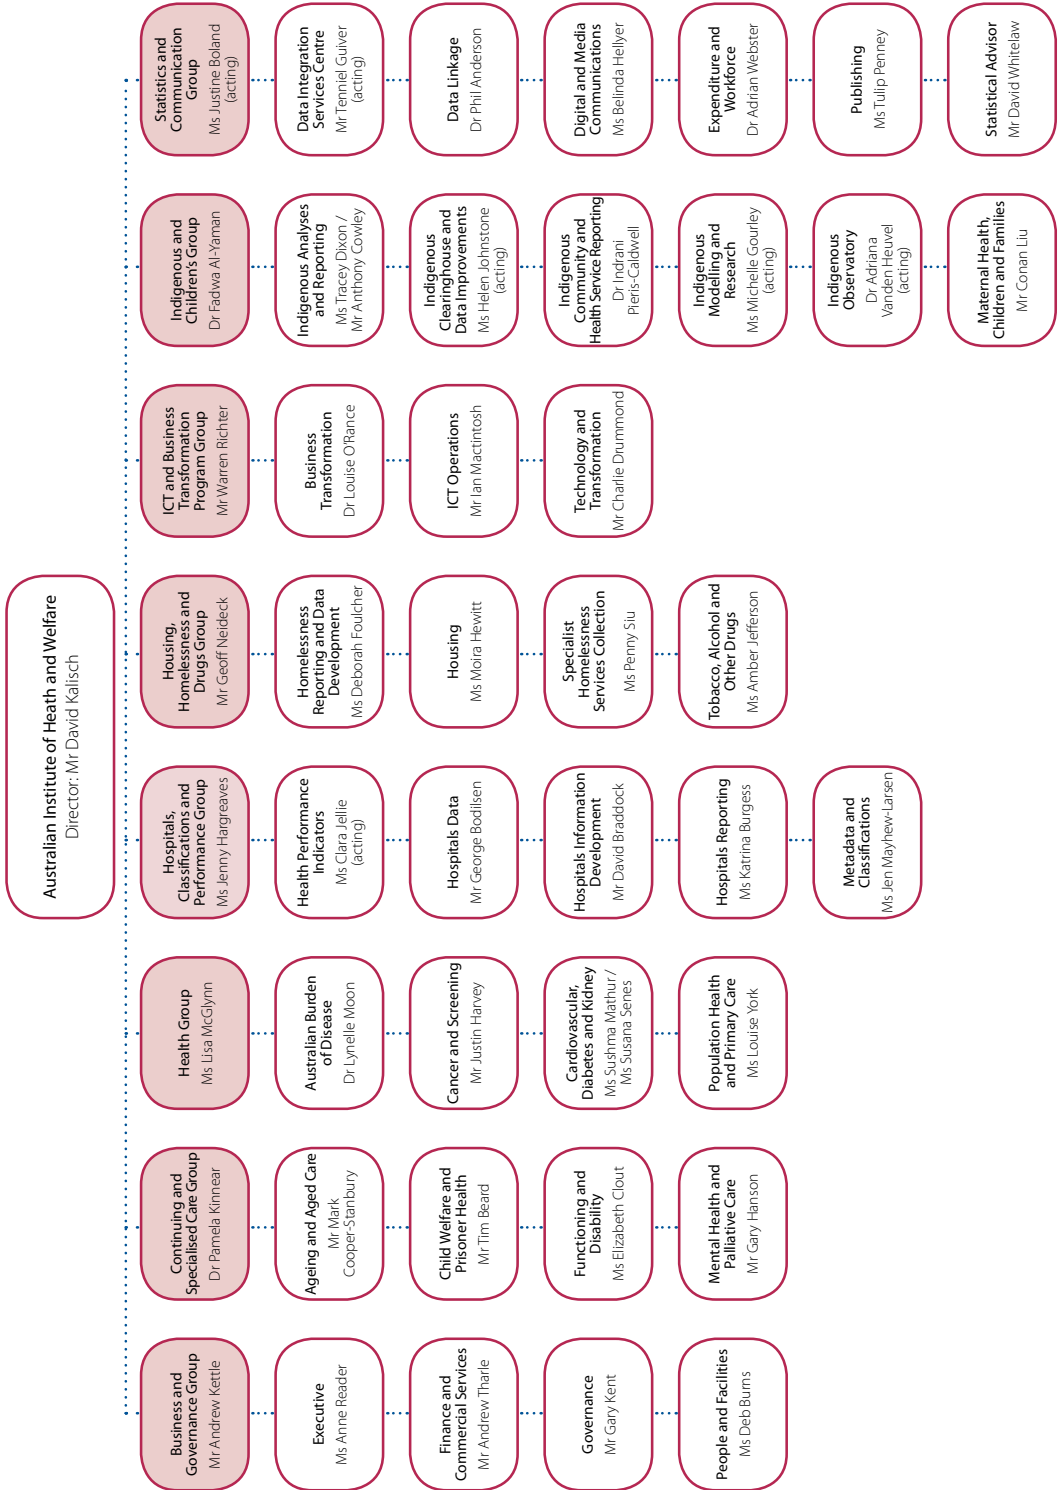 Australian Institute of Heath and Welfare
Director: Mr David Kalisch
Business and
Governance Group
Mr Andrew Kettle
Executive
Ms Anne Reader
Finance and
Commercial Services
Mr Andrew Tharle
Governance
Mr Gary Kent
People and Facilities
Ms Deb Burns
Continuing and
Specialised Care Group
Dr Pamela Kinnear
Ageing and Aged Care
Mr Mark
Cooper-Stanbury
Child Welfare and
Prisoner Health
Mr Tim Beard
Functioning and
Disability
Ms Elizabeth Clout
Mental Health and
Palliative Care
Mr Gary Hanson
Health Group
Ms Lisa McGlynn
Australian Burden
of Disease
Dr Lynelle Moon
Cancer and Screening
Mr Justin Harvey
Cardiovascular,
Diabetes and Kidney
Ms Sushma Mathur /
Ms Susana Senes
Population Health
and Primary Care
Ms Louise York
Hospitals,
Classifications and
Performance Group
Ms Jenny Hargreaves
Health Performance
Indicators
Ms Clara Jellie
(acting)
Hospitals Data
Mr George Bodilsen
Hospitals Information
Development
Mr David Braddock
Hospitals Reporting
Ms Katrina Burgess
Metadata and
Classifications
Ms Jen Mayhew-Larsen
Housing,
Homelessness and
Drugs Group
Mr Geoff Neideck
Homelessness
Reporting and Data
Development
Ms Deborah Foulcher
Housing
Ms Moira Hewitt
Specialist
Homelessness
Services Collection
Ms Penny Siu
Tobacco, Alcohol and
Other Drugs
Ms Amber Jefferson
ICT and Business
Transformation
Program Group
Mr Warren Richter
Business
Transformation
Dr Louise O'Rance
ICT Operations
Mr Ian Mactintosh
Technology and
Transformation
Mr Charlie Drummond
Indigenous and
Children's Group
Dr Fadwa Al-Yaman
Indigenous Analyses
and Reporting
Ms Tracey Dixon /
Mr Anthony Cowley
Indigenous
Clearinghouse and
Data Improvements
Ms Helen Johnstone
(acting)
Indigenous
Community and
Health Service Reporting
Dr Indrani
Pieris-Caldwell
Indigenous
Modelling and
Research
Ms Michelle Gourley
(acting)
Indigenous
Observatory
Dr Adriana
Vanden Heuvel
(acting)
Maternal Health,
Children and Families
Mr Conan Liu
Statistics and
Communication
Group
Ms Justine Boland
(acting)
Data Integration
Services Centre
Mr Tenniel Guiver
(acting)
Data Linkage
Dr Phil Anderson
Digital and Media
Communications
Ms Belinda Hellyer
Expenditure and
Workforce
Dr Adrian Webster
Publishing
Ms Tulip Penney
Statistical Advisor
Mr David Whitelaw